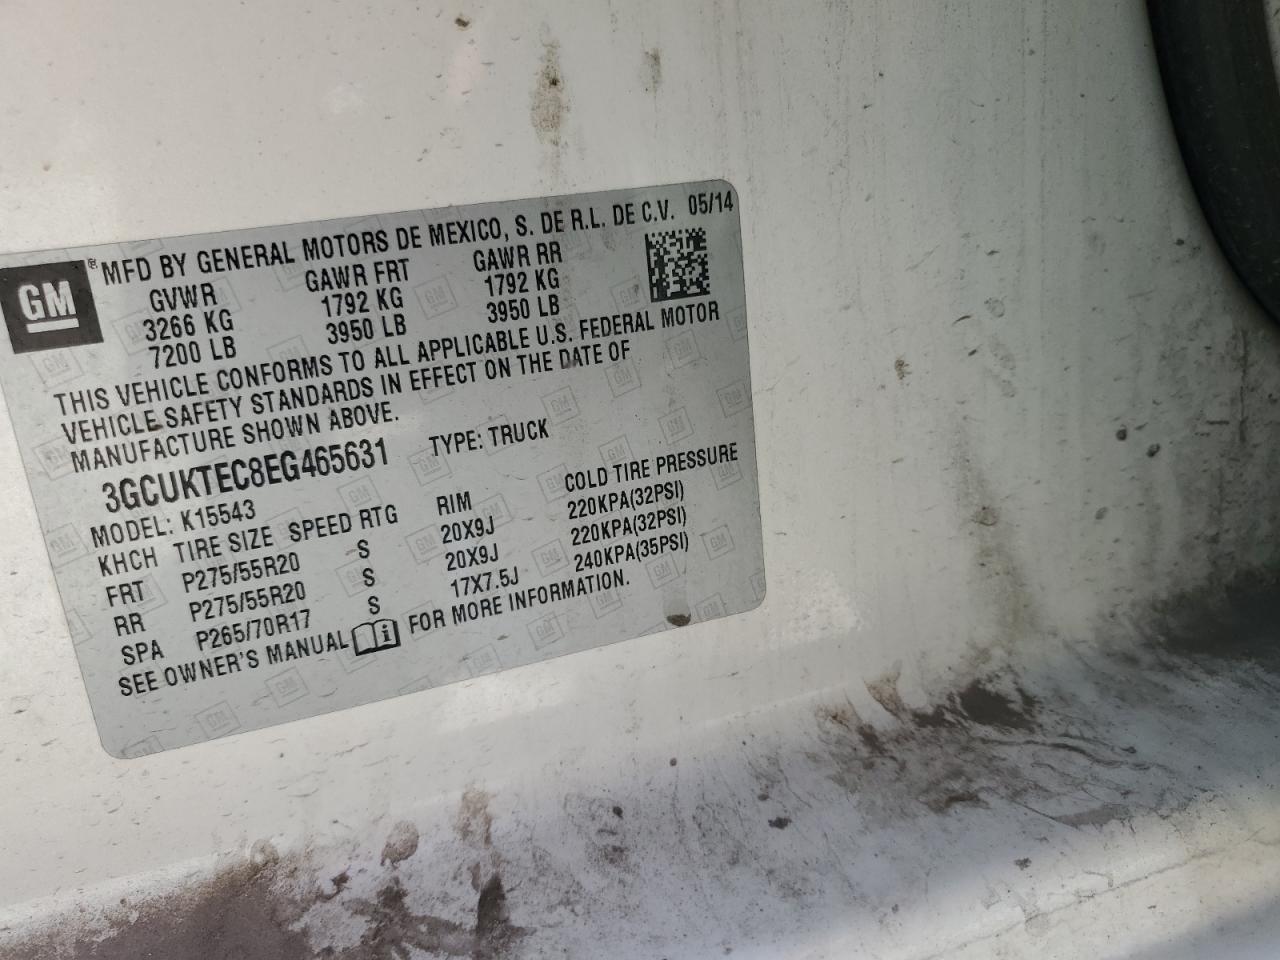 GM
® MFD BY GENERAL MOTORS DE MEXICO, S. DE R.L. DE C.V. 05/14
GVWR GAWR FRT GAWR RR
3266 KG 1792 KG 1792 KG
7200 LB 3950 LB 3950 LB
THIS VEHICLE CONFORMS TO ALL APPLICABLE U.S. FEDERAL MOTOR
VEHICLE SAFETY STANDARDS IN EFFECT ON THE DATE OF
MANUFACTURE SHOWN ABOVE.
3GCUKTEC8EG465631 TYPE: TRUCK
MODEL: K15543
KHCH TIRE SIZE SPEED RTG RIM COLD TIRE PRESSURE
FRT P275/55R20 S 20X9J 220KPA(32PSI)
RR P275/55R20 S 20X9J 220KPA(32PSI)
SPA P265/70R17 S 17X7.5J 240KPA(35PSI)
SEE OWNER'S MANUAL i FOR MORE INFORMATION.